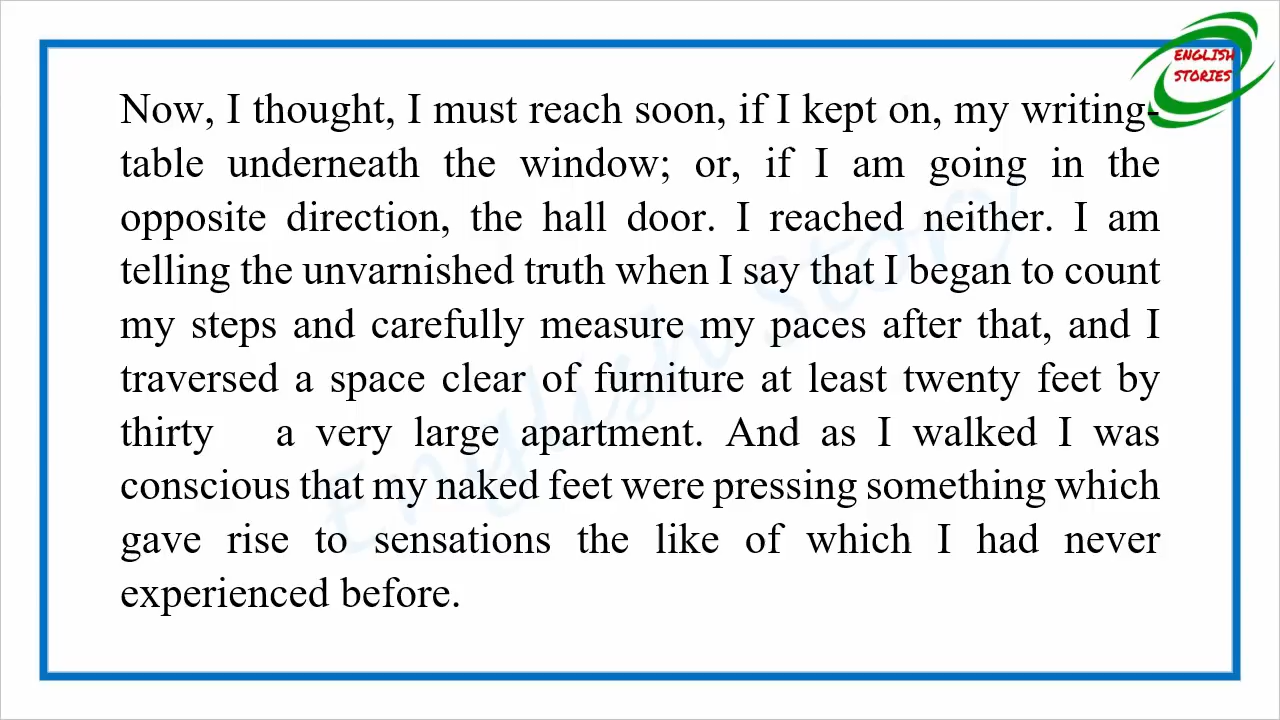 ENGLISH
STORIES
Now, I thought, I must reach soon, if I kept on, my writing-
table underneath the window; or, if I am going in the
opposite direction, the hall door. I reached neither. I am
telling the unvarnished truth when I say that I began to count
my steps and carefully measure my paces after that, and I
traversed a space clear of furniture at least twenty feet by
thirty a very large apartment. And as I walked I was
conscious that my naked feet were pressing something which
gave rise to sensations the like of which I had never
experienced before.
English Story